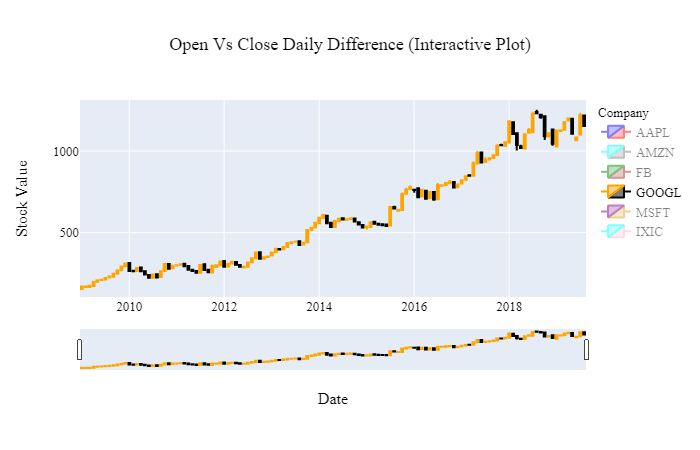 Open Vs Close Daily Difference (Interactive Plot)
Company
AAPL
AMZN
FB
GOOGL
MSFT
IXIC
Stock Value
1000
500
2010 2012 2014 2016 2018
Date